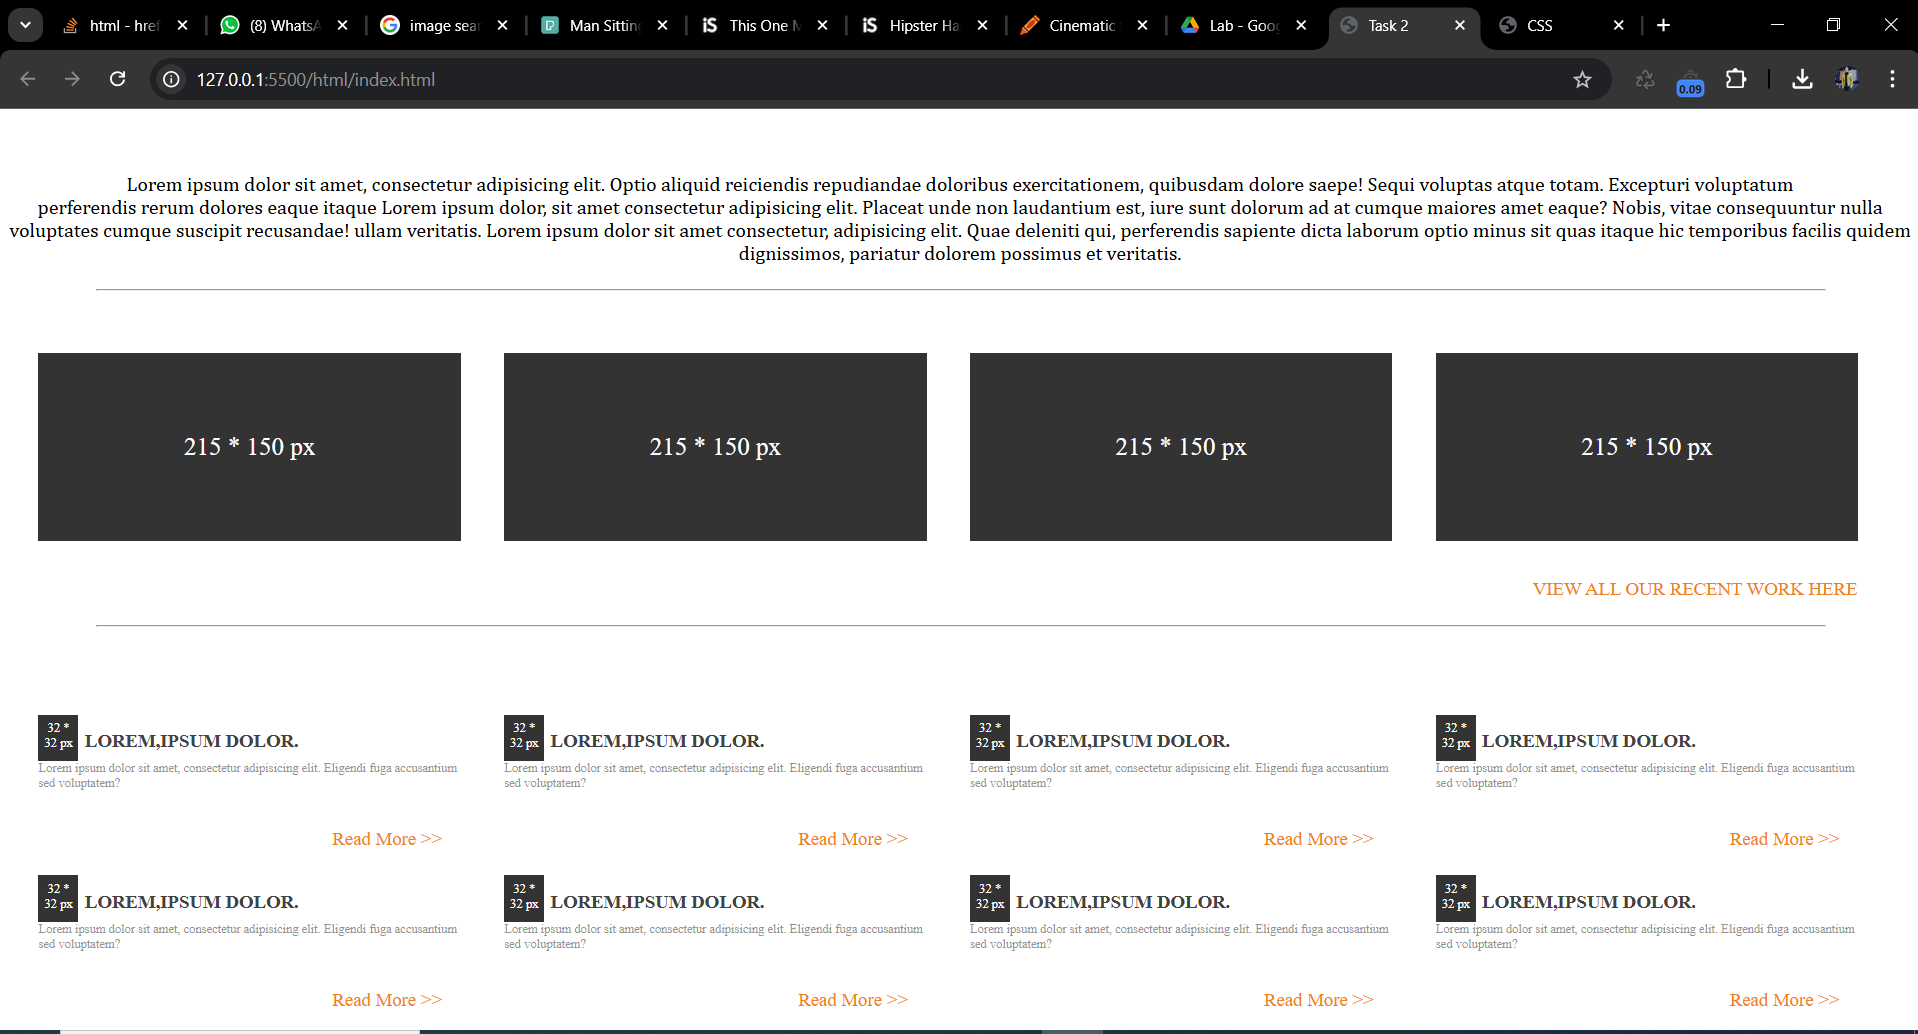 html - href
(8) WhatsA
image sear
Man Sitting
This One M
Hipster Ha
Cinematic
Lab - Goog
Task 2
CSS
127.0.0.1:5500/html/index.html
0.09
Lorem ipsum dolor sit amet, consectetur adipisicing elit. Optio aliquid reiciendis repudiandae doloribus exercitationem, quibusdam dolore saepe! Sequi voluptas atque totam. Excepturi voluptatum
perferendis rerum dolores eaque itaque Lorem ipsum dolor, sit amet consectetur adipisicing elit. Placeat unde non laudantium est, iure sunt dolorum ad at cumque maiores amet eaque? Nobis, vitae consequuntur nulla
voluptates cumque suscipit recusandae! ullam veritatis. Lorem ipsum dolor sit amet consectetur, adipisicing elit. Quae deleniti qui, perferendis sapiente dicta laborum optio minus sit quas itaque hic temporibus facilis quidem
dignissimos, pariatur dolorem possimus et veritatis.
215 * 150 px
215 * 150 px
215 * 150 px
215 * 150 px
VIEW ALL OUR RECENT WORK HERE
32 *
32 px
LOREM,IPSUM DOLOR.
Lorem ipsum dolor sit amet, consectetur adipisicing elit. Eligendi fuga accusantium
sed voluptatem?
Read More >>
32 *
32 px
LOREM,IPSUM DOLOR.
Lorem ipsum dolor sit amet, consectetur adipisicing elit. Eligendi fuga accusantium
sed voluptatem?
Read More >>
32 *
32 px
LOREM,IPSUM DOLOR.
Lorem ipsum dolor sit amet, consectetur adipisicing elit. Eligendi fuga accusantium
sed voluptatem?
Read More >>
32 *
32 px
LOREM,IPSUM DOLOR.
Lorem ipsum dolor sit amet, consectetur adipisicing elit. Eligendi fuga accusantium
sed voluptatem?
Read More >>
32 *
32 px
LOREM,IPSUM DOLOR.
Lorem ipsum dolor sit amet, consectetur adipisicing elit. Eligendi fuga accusantium
sed voluptatem?
Read More >>
32 *
32 px
LOREM,IPSUM DOLOR.
Lorem ipsum dolor sit amet, consectetur adipisicing elit. Eligendi fuga accusantium
sed voluptatem?
Read More >>
32 *
32 px
LOREM,IPSUM DOLOR.
Lorem ipsum dolor sit amet, consectetur adipisicing elit. Eligendi fuga accusantium
sed voluptatem?
Read More >>
32 *
32 px
LOREM,IPSUM DOLOR.
Lorem ipsum dolor sit amet, consectetur adipisicing elit. Eligendi fuga accusantium
sed voluptatem?
Read More >>